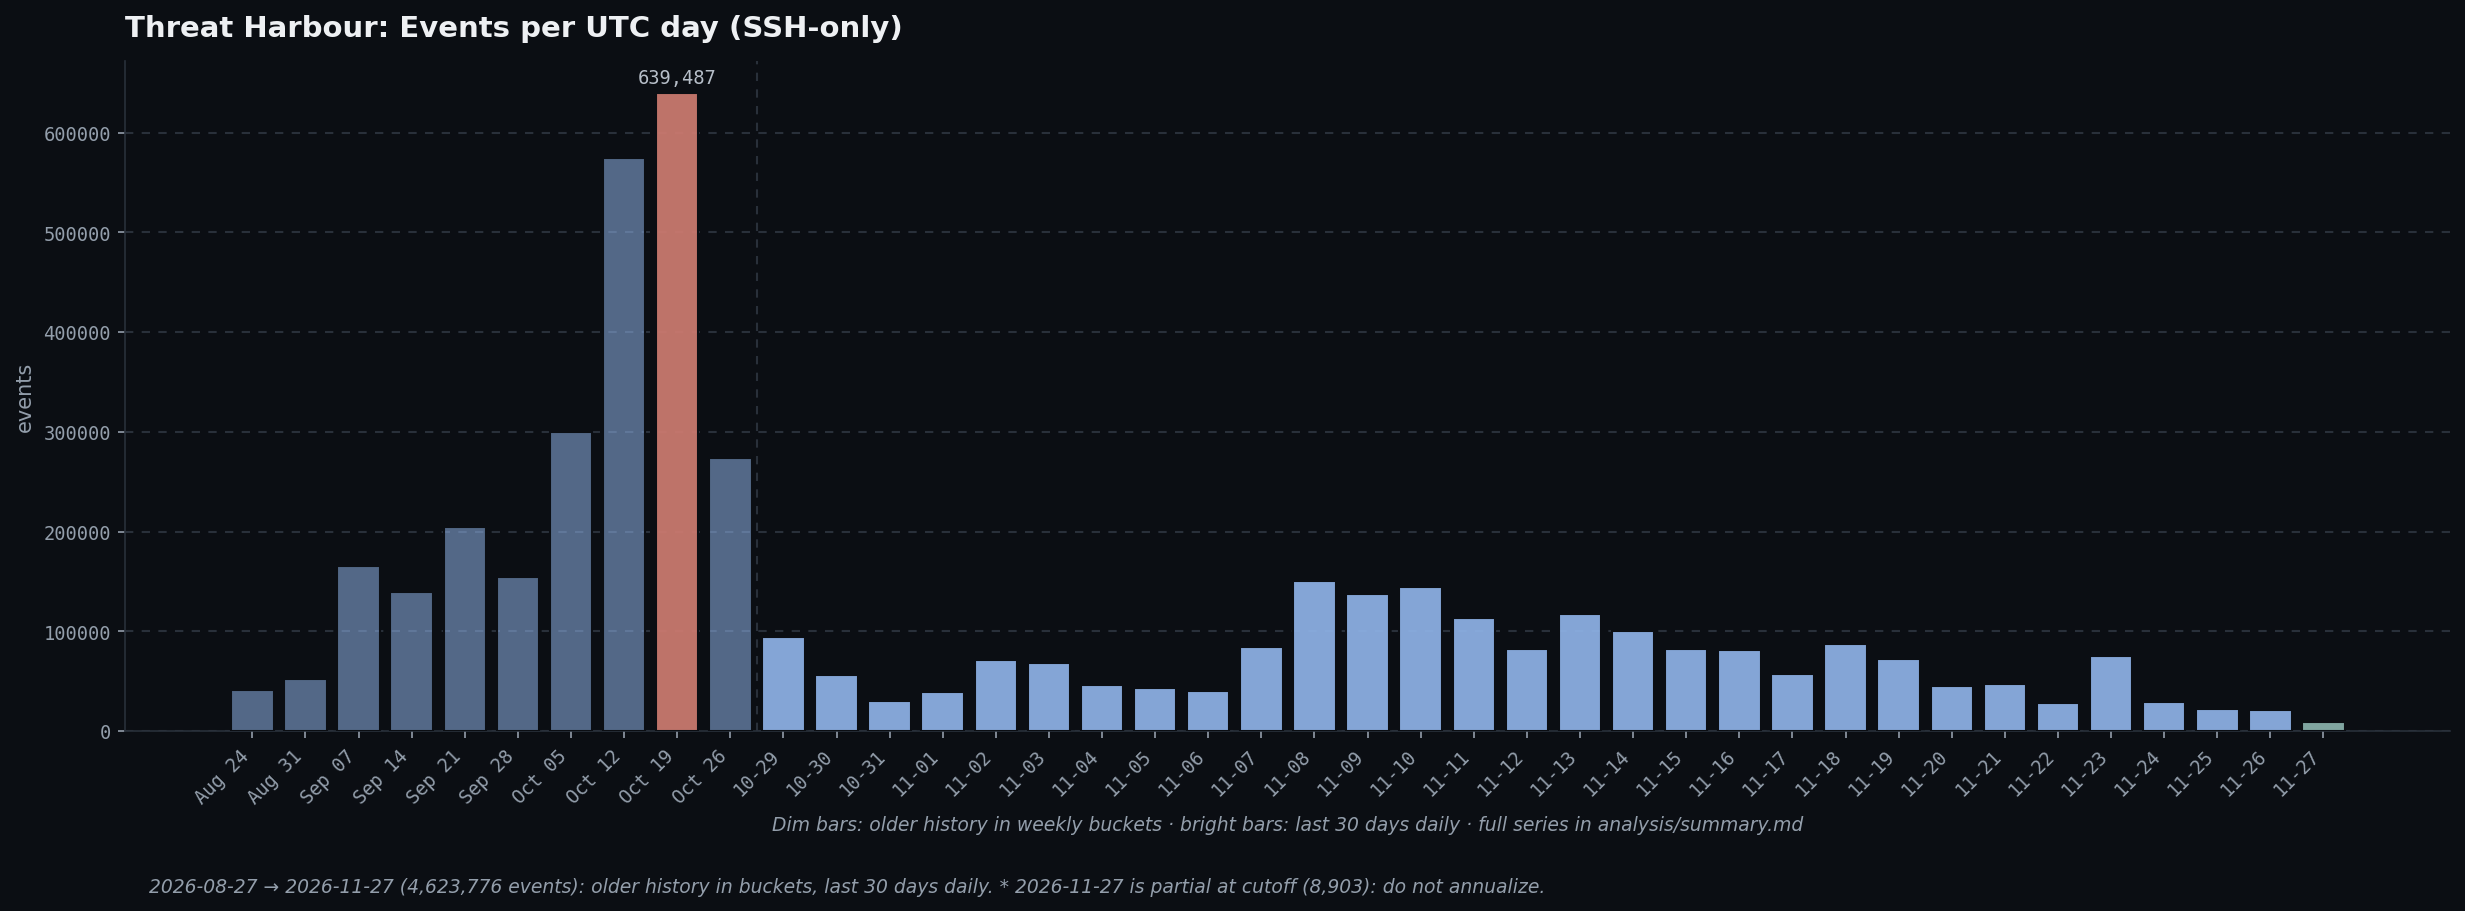 Threat Harbour: Events per UTC day (SSH-only)
639,487
600000
500000
400000
300000
200000
100000
0
events
Aug 24
Aug 31
Sep 07
Sep 14
Sep 21
Sep 28
Oct 05
Oct 12
Oct 19
Oct 26
10-29
10-30
10-31
11-01
11-02
11-03
11-04
11-05
11-06
11-07
11-08
11-09
11-10
11-11
11-12
11-13
11-14
11-15
11-16
11-17
11-18
11-19
11-20
11-21
11-22
11-23
11-24
11-25
11-26
11-27
Dim bars: older history in weekly buckets · bright bars: last 30 days daily · full series in analysis/summary.md
2026-08-27 → 2026-11-27 (4,623,776 events): older history in buckets, last 30 days daily. * 2026-11-27 is partial at cutoff (8,903): do not annualize.